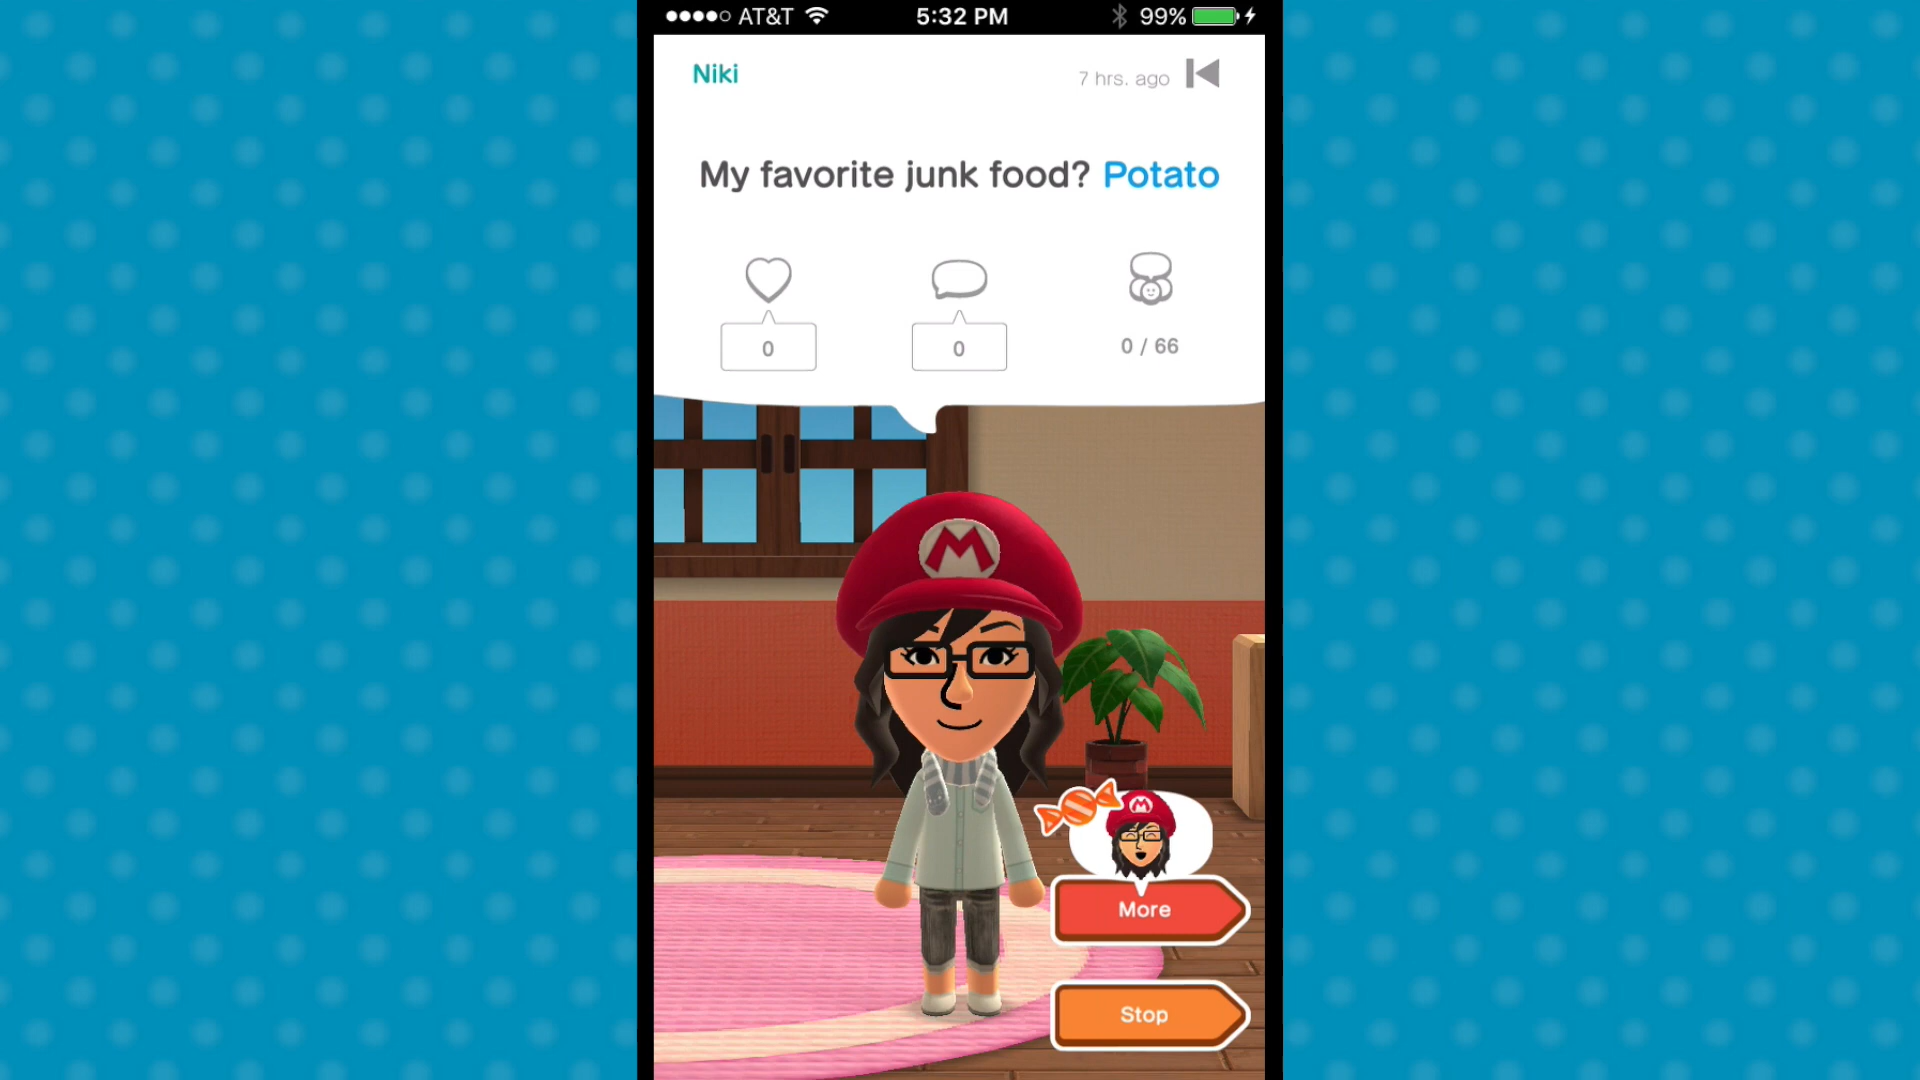 AT&T 5:32 PM 99%
Niki 7 hrs. ago
My favorite junk food? Potato
0 0 0 / 66
M
M
More
Stop